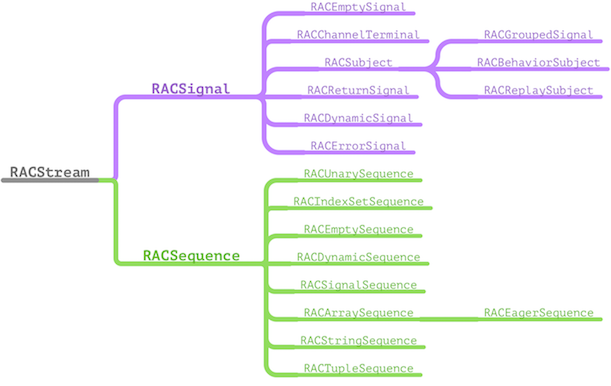 RACEmptySignal
RACChannelTerminal
RACGroupedSignal
RACSubject
RACBehaviorSubject
RACSignal
RACReturnSignal
RACReplaySubject
RACDynamicSignal
RACErrorSignal
RACStream
RACUnarySequence
RACIndexSetSequence
RACEmptySequence
RACSequence
RACDynamicSequence
RACSignalSequence
RACArraySequence
RACEagerSequence
RACStringSequence
RACTupleSequence